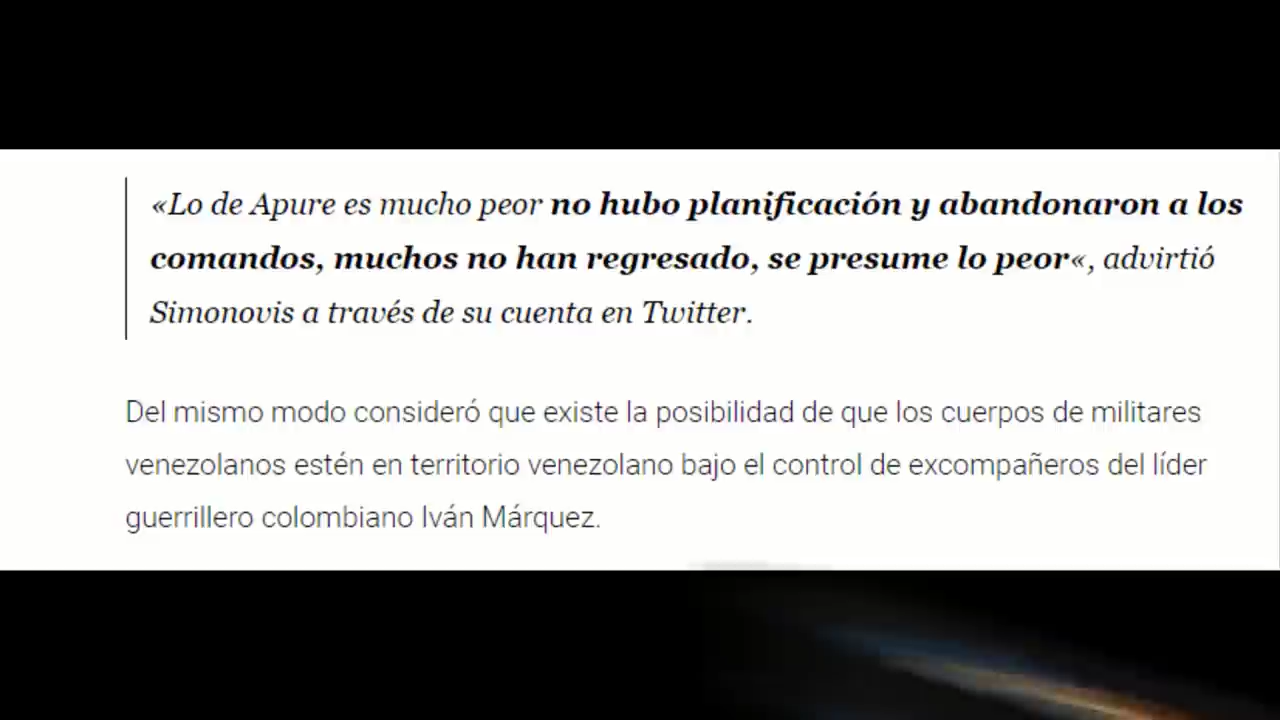 «Lo de Apure es mucho peor no hubo planificación y abandonaron a los
comandos, muchos no han regresado, se presume lo peor«, advirtió
Simonovis a través de su cuenta en Twitter.
Del mismo modo consideró que existe la posibilidad de que los cuerpos de militares
venezolanos estén en territorio venezolano bajo el control de excompañeros del líder
guerrillero colombiano Iván Márquez.